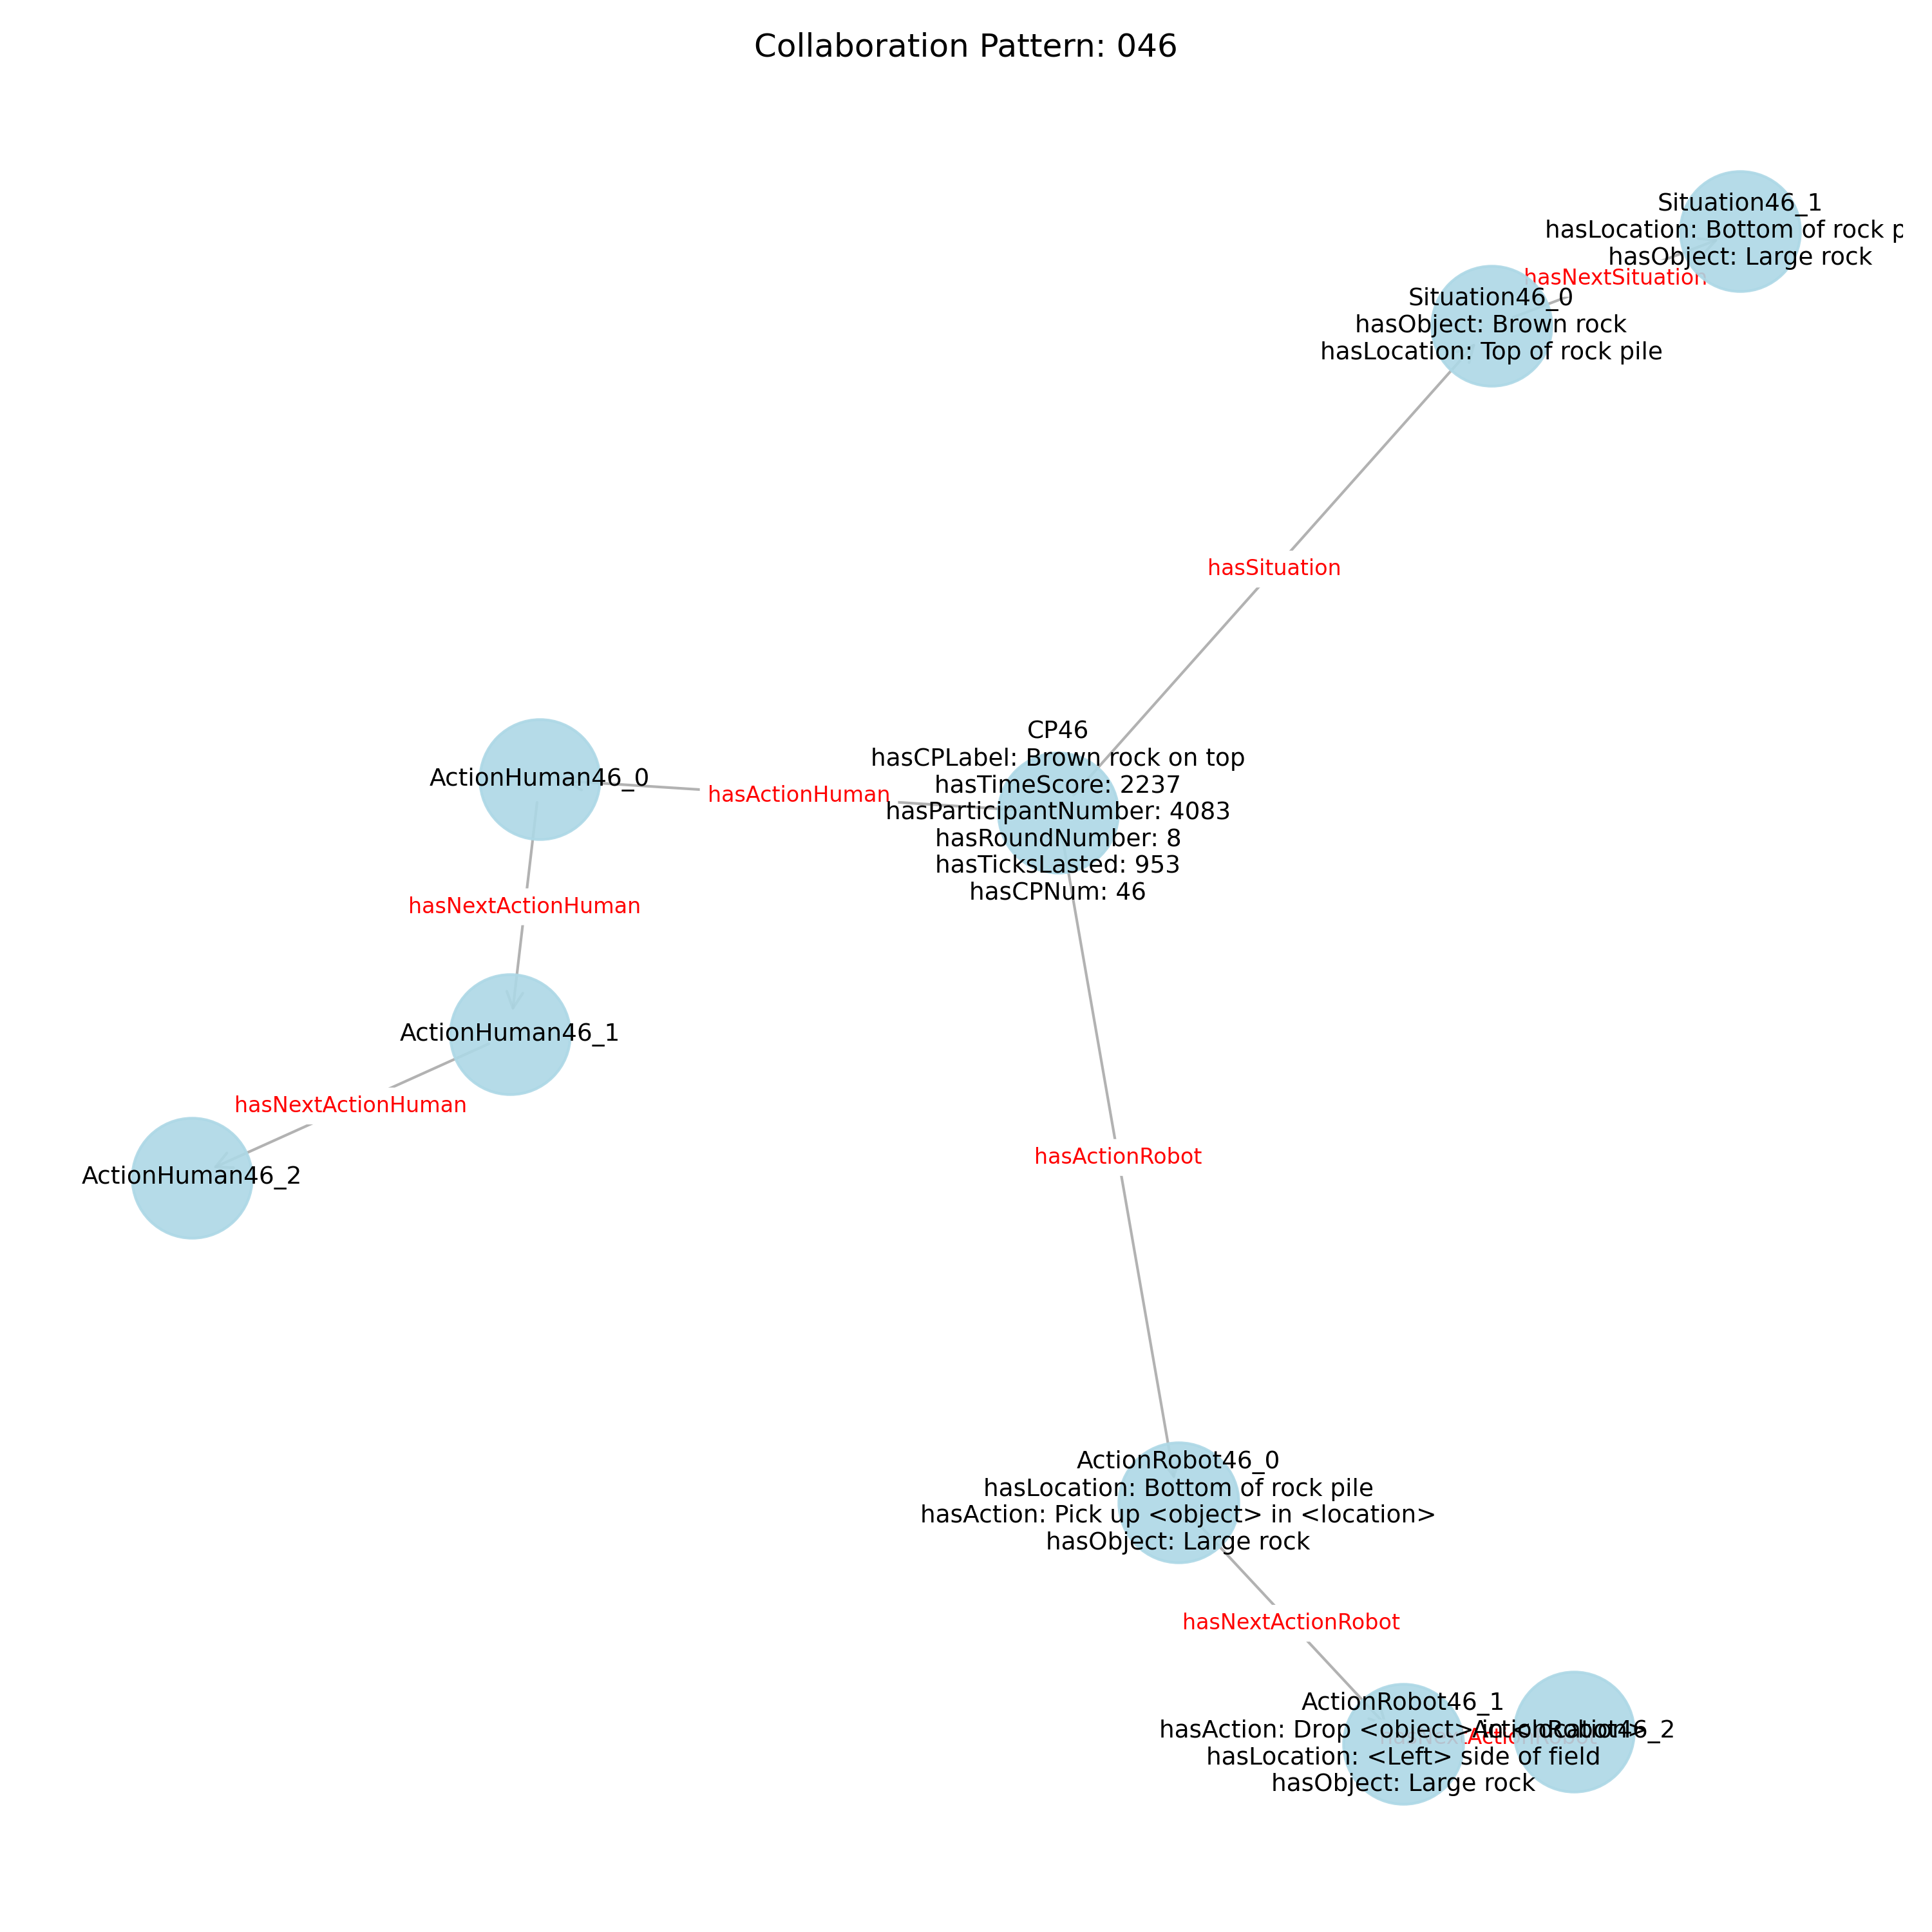 Collaboration Pattern: 046
Situation46_1
hasLocation: Bottom of rock p
hasObject: Large rock
hasNextSituation
Situation46_0
hasObject: Brown rock
hasLocation: Top of rock pile
hasSituation
CP46
hasCPLabel: Brown rock on top
hasTimeScore: 2237
hasParticipantNumber: 4083
hasRoundNumber: 8
hasTicksLasted: 953
hasCPNum: 46
ActionHuman46_0
hasActionHuman
hasNextActionHuman
ActionHuman46_1
hasNextActionHuman
ActionHuman46_2
hasActionRobot
ActionRobot46_0
hasLocation: Bottom of rock pile
hasAction: Pick up <object> in <location>
hasObject: Large rock
hasNextActionRobot
ActionRobot46_1
hasAction: Drop <object> in <location>
ActionRobot46_2
hasNextActionRobot
hasLocation: <Left> side of field
hasObject: Large rock